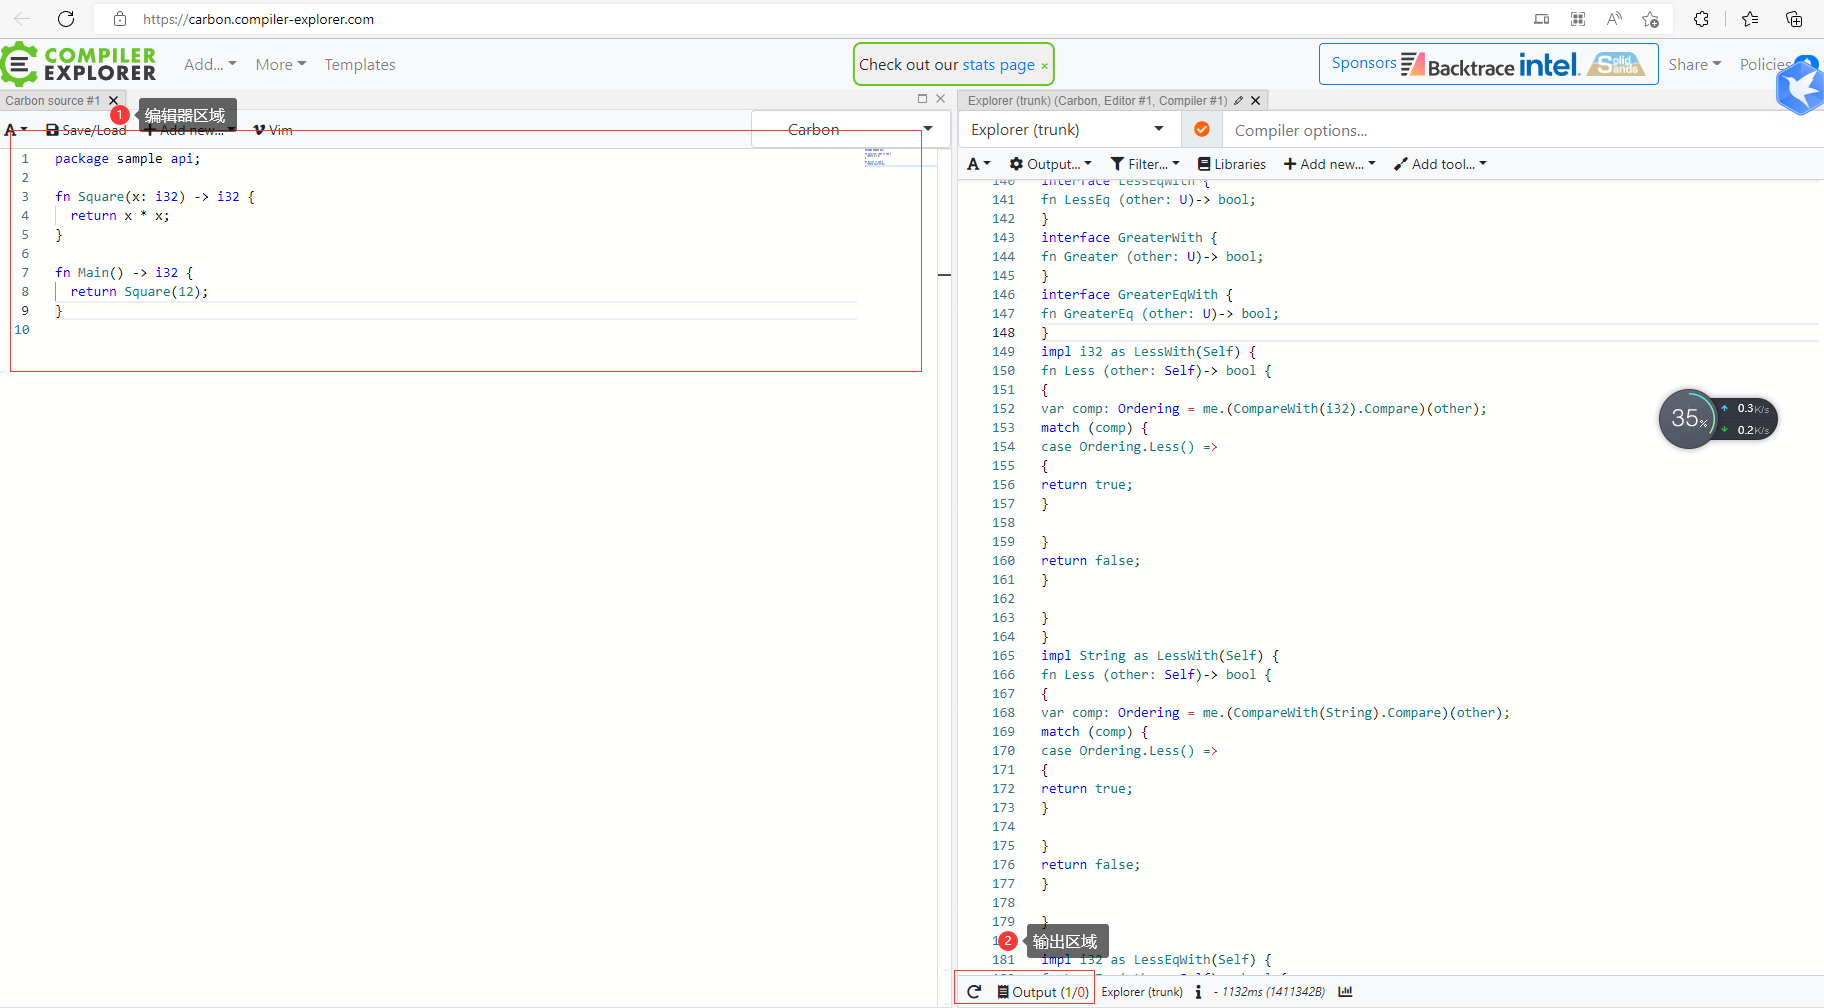 https://carbon.compiler-explorer.com
COMPILER
EXPLORER
Add...
More
Templates
Check out our stats page ×
Sponsors
Backtrace
intel.
Solid
Sands
Share
Policies
Carbon source #1
1
编辑器区域
A
Save/Load
Add new...
Vim
Carbon
1 package sample api;
2
3 fn Square(x: i32) -> i32 {
4 return x * x;
5 }
6
7 fn Main() -> i32 {
8 return Square(12);
9 }
10
Explorer (trunk) (Carbon, Editor #1, Compiler #1)
Explorer (trunk)
Compiler options...
A
Output...
Filter...
Libraries
Add new...
Add tool...
140 interface LessEqWith {
141 fn LessEq (other: U)-> bool;
142 }
143 interface GreaterWith {
144 fn Greater (other: U)-> bool;
145 }
146 interface GreaterEqWith {
147 fn GreaterEq (other: U)-> bool;
148 }
149 impl i32 as LessWith(Self) {
150 fn Less (other: Self)-> bool {
151 {
152 var comp: Ordering = me.(CompareWith(i32).Compare)(other);
153 match (comp) {
154 case Ordering.Less() =>
155 {
156 return true;
157 }
158
159 }
160 return false;
161 }
162
163 }
164 }
165 impl String as LessWith(Self) {
166 fn Less (other: Self)-> bool {
167 {
168 var comp: Ordering = me.(CompareWith(String).Compare)(other);
169 match (comp) {
170 case Ordering.Less() =>
171 {
172 return true;
173 }
174
175 }
176 return false;
177 }
178
179 }
2
输出区域
181 impl i32 as LessEqWith(Self) {
35%
0.3K/s
0.2K/s
Output (1/0)
Explorer (trunk)
- 1132ms (1411342B)